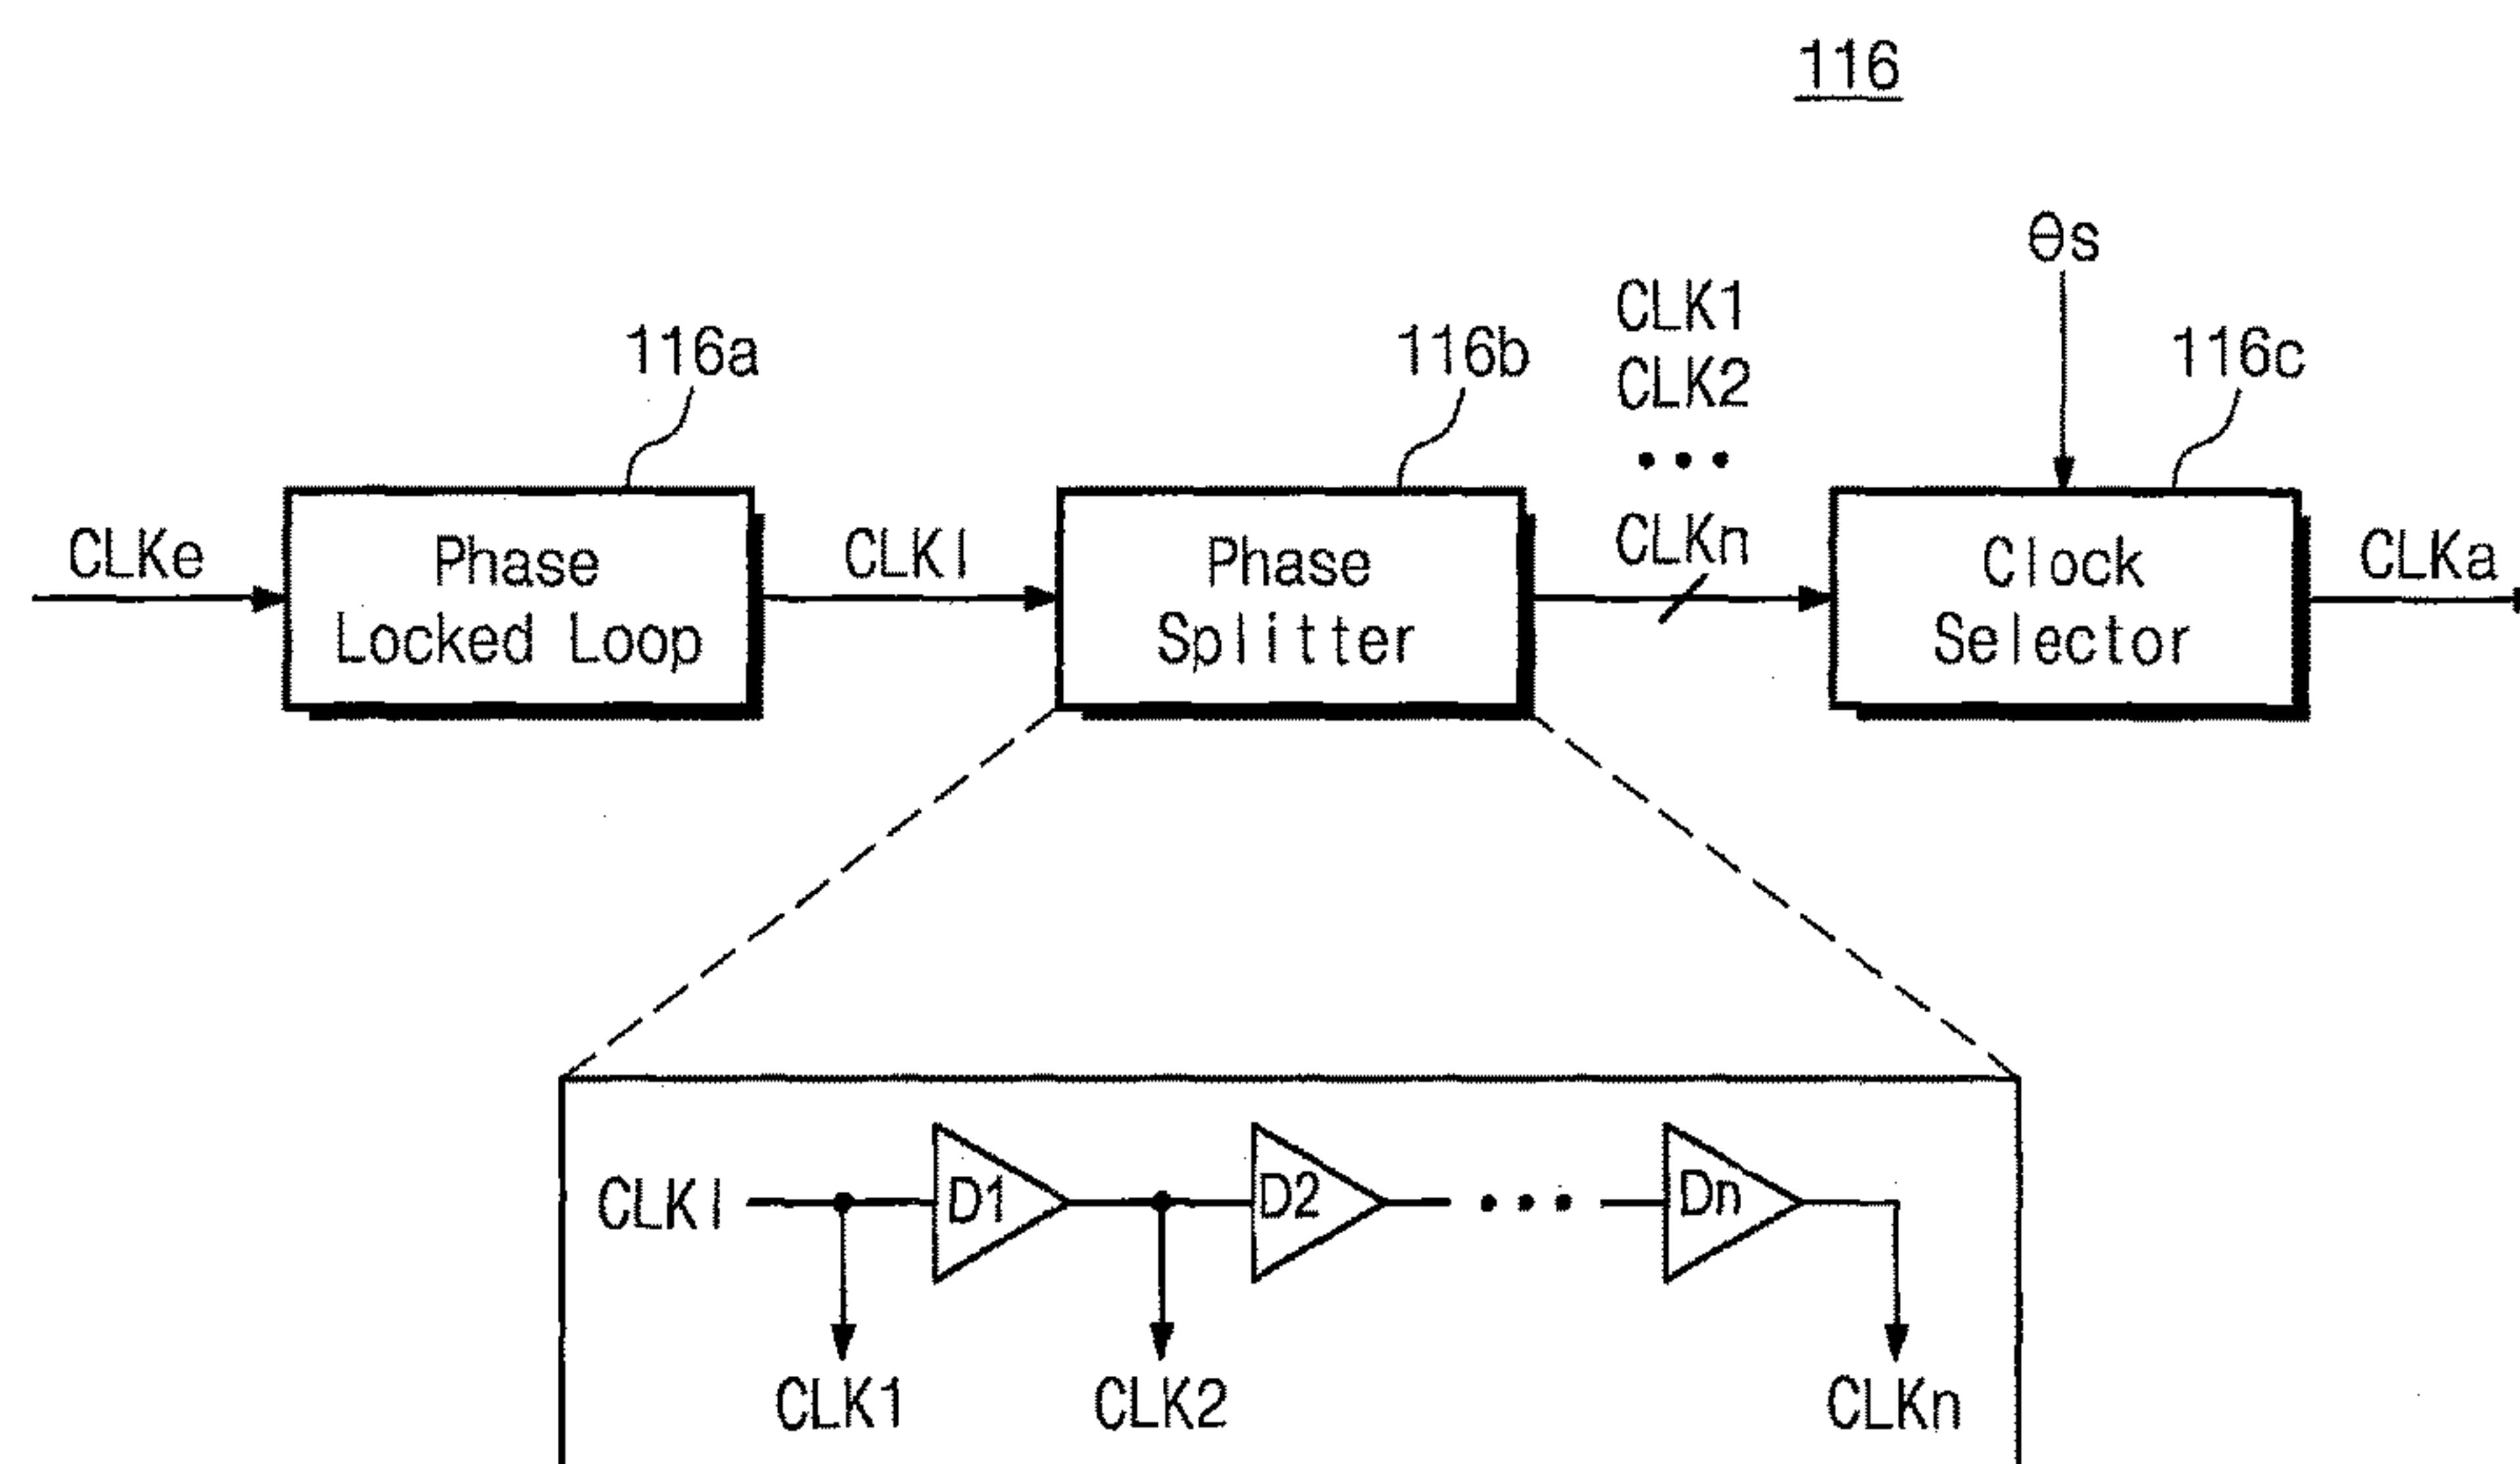 116
θs
CLK1
CLK2
• • •
CLKn
116a
116b
116c
CLKe
Phase
Locked Loop
CLKI
Phase
Splitter
Clock
Selector
CLKa
CLKI
D1
D2
• • •
Dn
CLK1
CLK2
CLKn